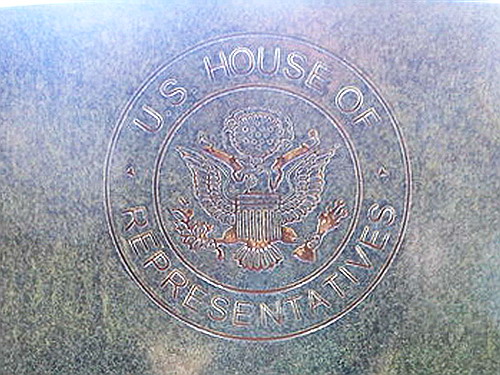 U.S. HOUSE OF
REPRESENTATIVES